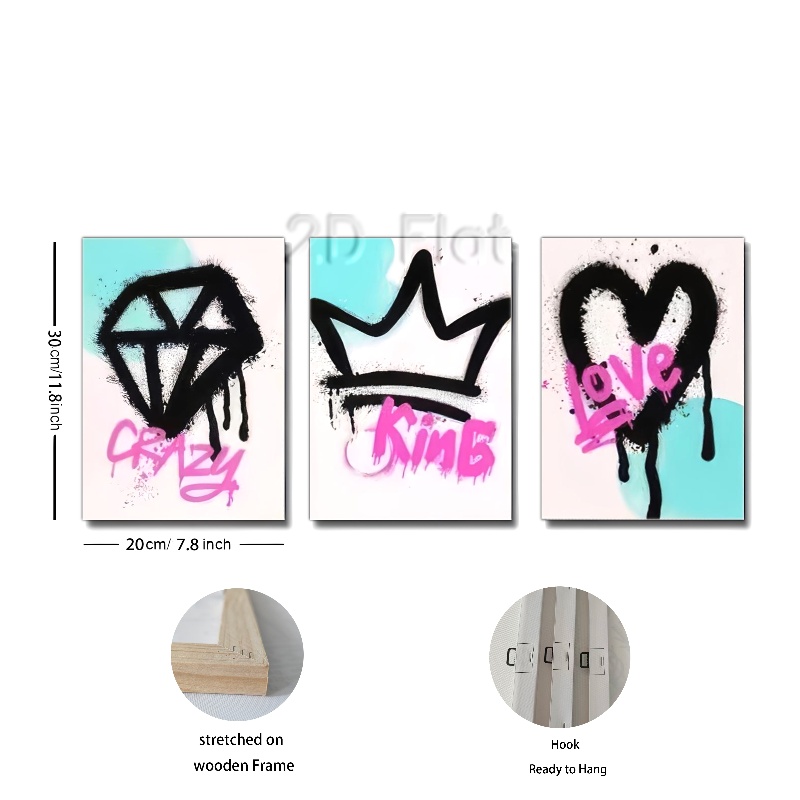 2D Flat
CRAZY
King
Love
30cm/11.8inch
20cm/ 7.8 inch
stretched on
wooden Frame
Hook
Ready to Hang